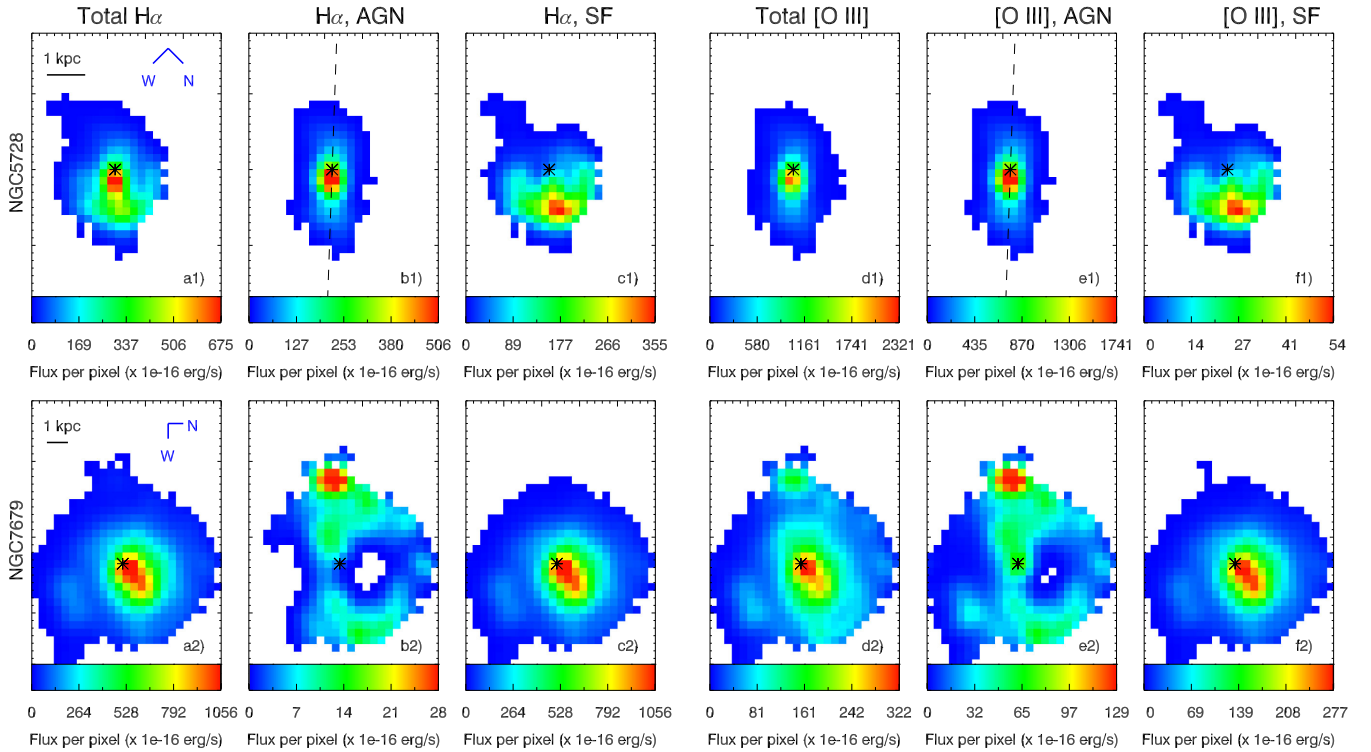 Total Hα Hα, AGN Hα, SF Total [O III] [O III], AGN [O III], SF
NGC5728
1 kpc
W N
a1) b1) c1) d1) e1) f1)
0 169 337 506 675 0 127 253 380 506 0 89 177 266 355 0 580 1161 1741 2321 0 435 870 1306 1741 0 14 27 41 54
Flux per pixel (x 1e-16 erg/s) Flux per pixel (x 1e-16 erg/s) Flux per pixel (x 1e-16 erg/s) Flux per pixel (x 1e-16 erg/s) Flux per pixel (x 1e-16 erg/s) Flux per pixel (x 1e-16 erg/s)
NGC7679
1 kpc
N
W
a2) b2) c2) d2) e2) f2)
0 264 528 792 1056 0 7 14 21 28 0 264 528 792 1056 0 81 161 242 322 0 32 65 97 129 0 69 139 208 277
Flux per pixel (x 1e-16 erg/s) Flux per pixel (x 1e-16 erg/s) Flux per pixel (x 1e-16 erg/s) Flux per pixel (x 1e-16 erg/s) Flux per pixel (x 1e-16 erg/s) Flux per pixel (x 1e-16 erg/s)